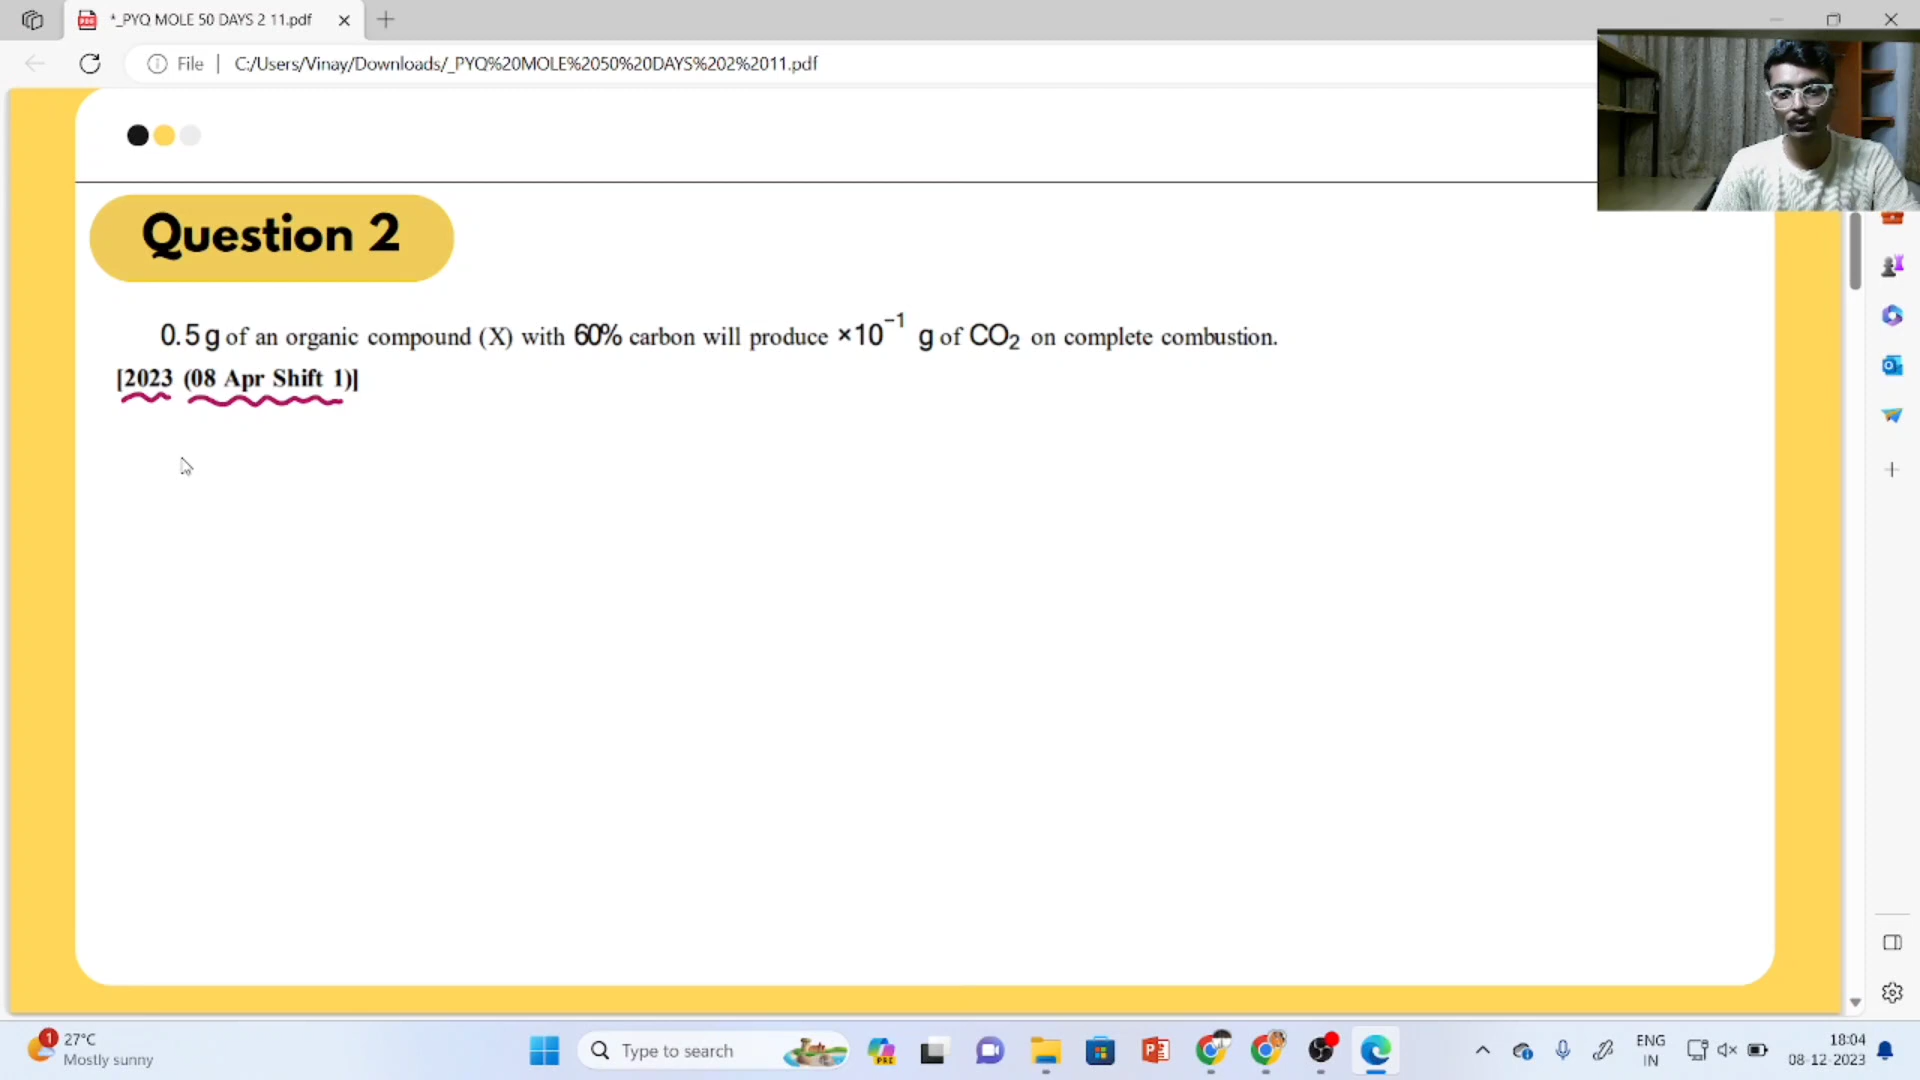 *_PYQ MOLE 50 DAYS 2 11.pdf
File | C:/Users/Vinay/Downloads/_PYQ%20MOLE%2050%20DAYS%202%2011.pdf
Question 2
0.5 g of an organic compound (X) with 60% carbon will produce ×10⁻¹ g of CO₂ on complete combustion.
[2023 (08 Apr Shift 1)]
1
27°C
Mostly sunny
Type to search
PRE
ENG
IN
18:04
08-12-2023